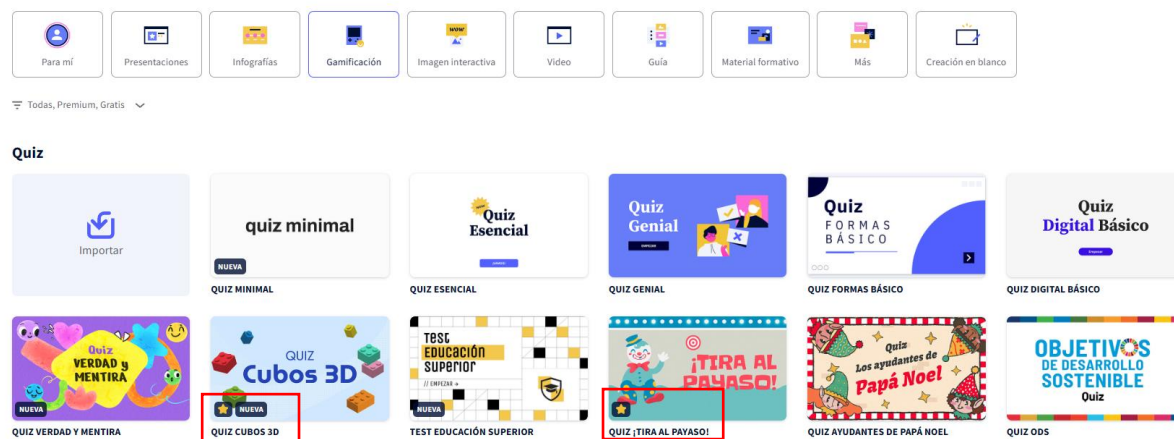 Para mí
Presentaciones
Infografías
Gamificación
WOW
Imagen interactiva
Video
Guía
Material formativo
Más
Creación en blanco
Todas, Premium, Gratis
Quiz
Importar
quiz minimal
NUEVA
QUIZ MINIMAL
Quiz
Esencial
QUIZ ESENCIAL
Quiz
Genial
QUIZ GENIAL
Quiz
FORMAS
BÁSICO
QUIZ FORMAS BÁSICO
Quiz
Digital Básico
QUIZ DIGITAL BÁSICO
Quiz
VERDAD y
MENTIRA
NUEVA
QUIZ VERDAD Y MENTIRA
QUIZ
Cubos 3D
NUEVA
QUIZ CUBOS 3D
Test
EDUCACIÓN
SUPERIOR
// EMPEZAR →
NUEVA
TEST EDUCACIÓN SUPERIOR
¡TIRA AL
PAYASO!
QUIZ ¡TIRA AL PAYASO!
Quiz
Los ayudantes de
Papá Noel
QUIZ AYUDANTES DE PAPÁ NOEL
OBJETIVOS
DE DESARROLLO
SOSTENIBLE
Quiz
QUIZ ODS